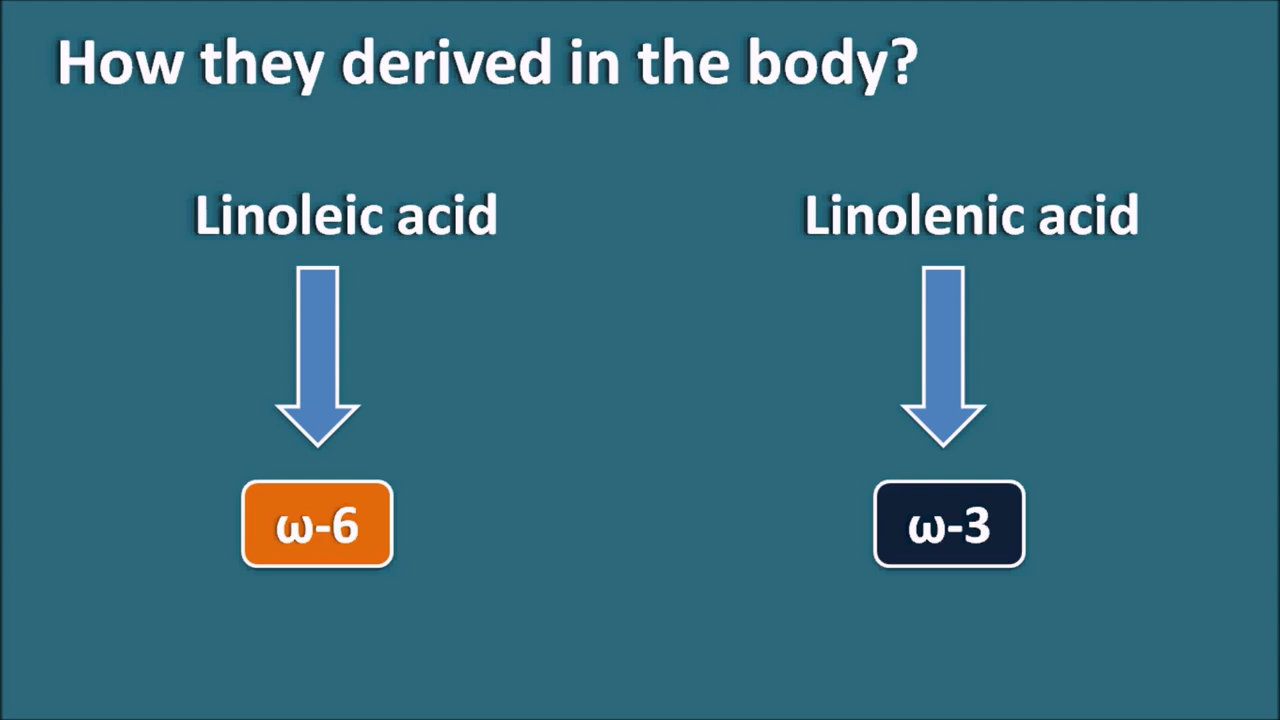 How they derived in the body?
Linoleic acid
Linolenic acid
ω-6
ω-3